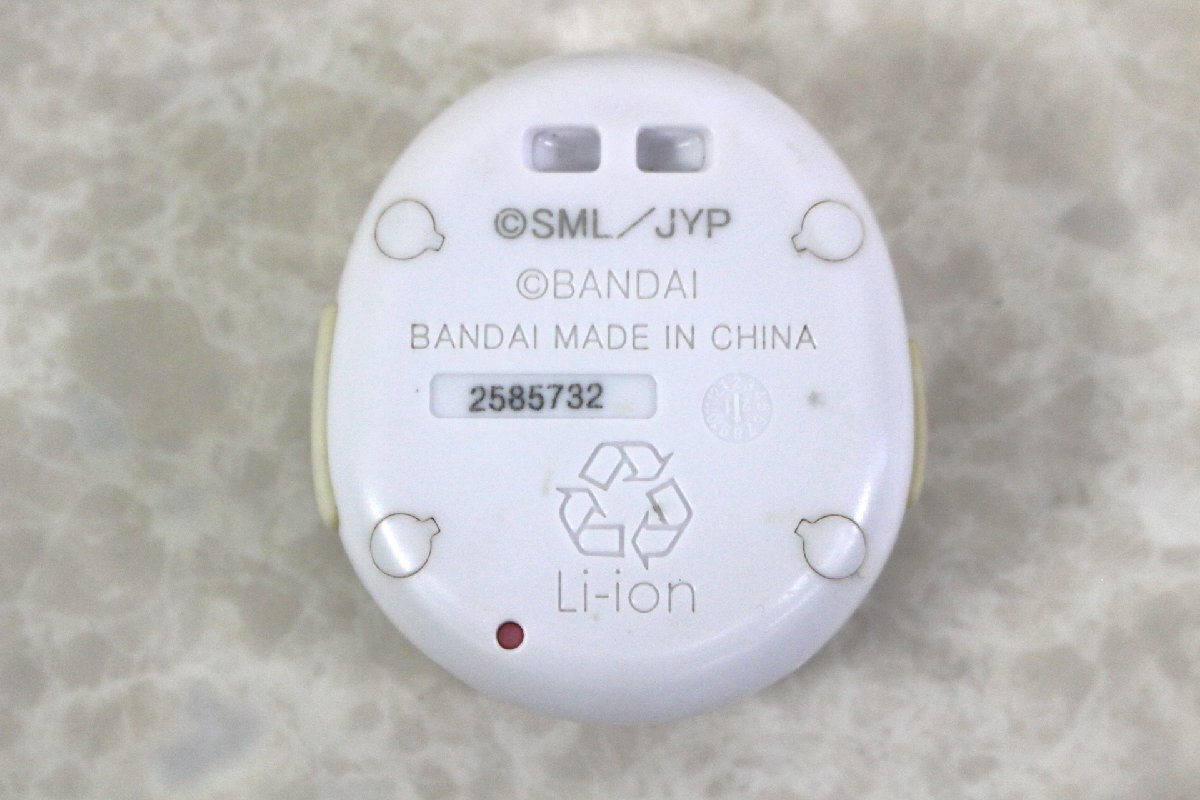 ©SML/JYP
©BANDAI
BANDAI MADE IN CHINA
2585732
Li-ion